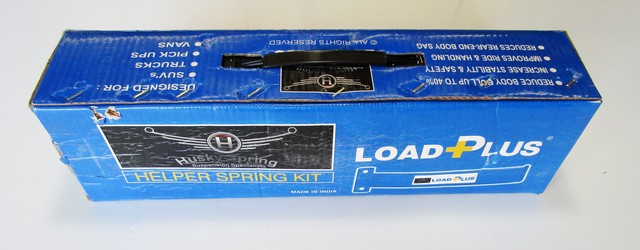 DESIGNED FOR:
● SUV's
● TRUCKS
● PICK UPS
● VANS
© ALL RIGHTS RESERVED
● REDUCE BODY ROLL UP TO 40%
● INCREASE STABILITY & SAFETY
● IMPROVES RIDE & HANDLING
● REDUCES REAR-END BODY SAG
H
Husky Spring
Suspension Specialists
HELPER SPRING KIT
LOAD PLUS®
LOAD PLUS
MADE IN INDIA